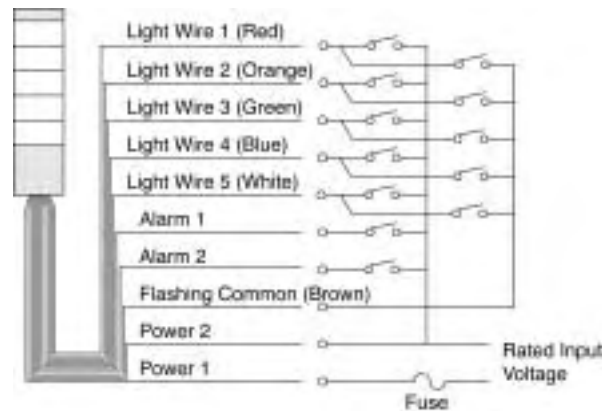 Light Wire 1 (Red)
Light Wire 2 (Orange)
Light Wire 3 (Green)
Light Wire 4 (Blue)
Light Wire 5 (White)
Alarm 1
Alarm 2
Flashing Common (Brown)
Power 2
Power 1
Rated Input
Voltage
Fuse